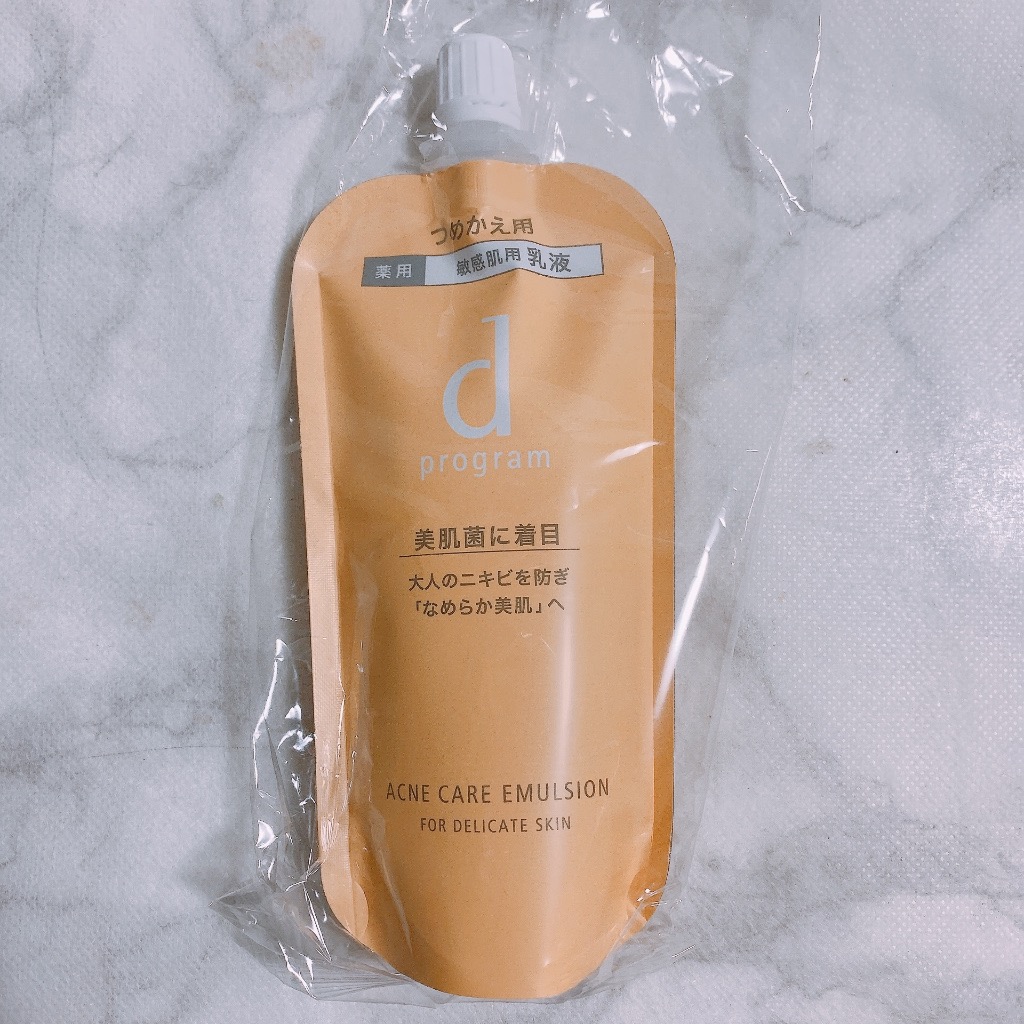 つめかえ用
薬用 敏感肌用乳液
d
program
美肌菌に着目
大人のニキビを防ぎ
「なめらか美肌」へ
ACNE CARE EMULSION
FOR DELICATE SKIN